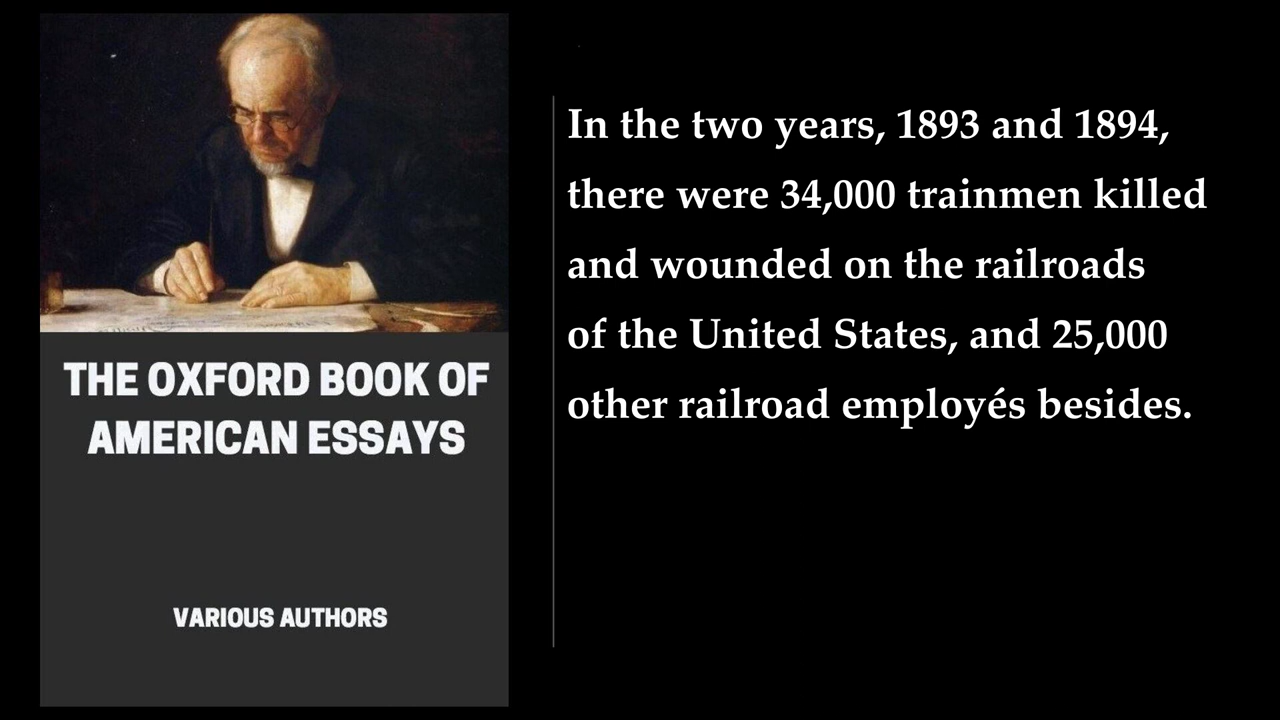 THE OXFORD BOOK OF
AMERICAN ESSAYS
VARIOUS AUTHORS
In the two years, 1893 and 1894,
there were 34,000 trainmen killed
and wounded on the railroads
of the United States, and 25,000
other railroad employés besides.